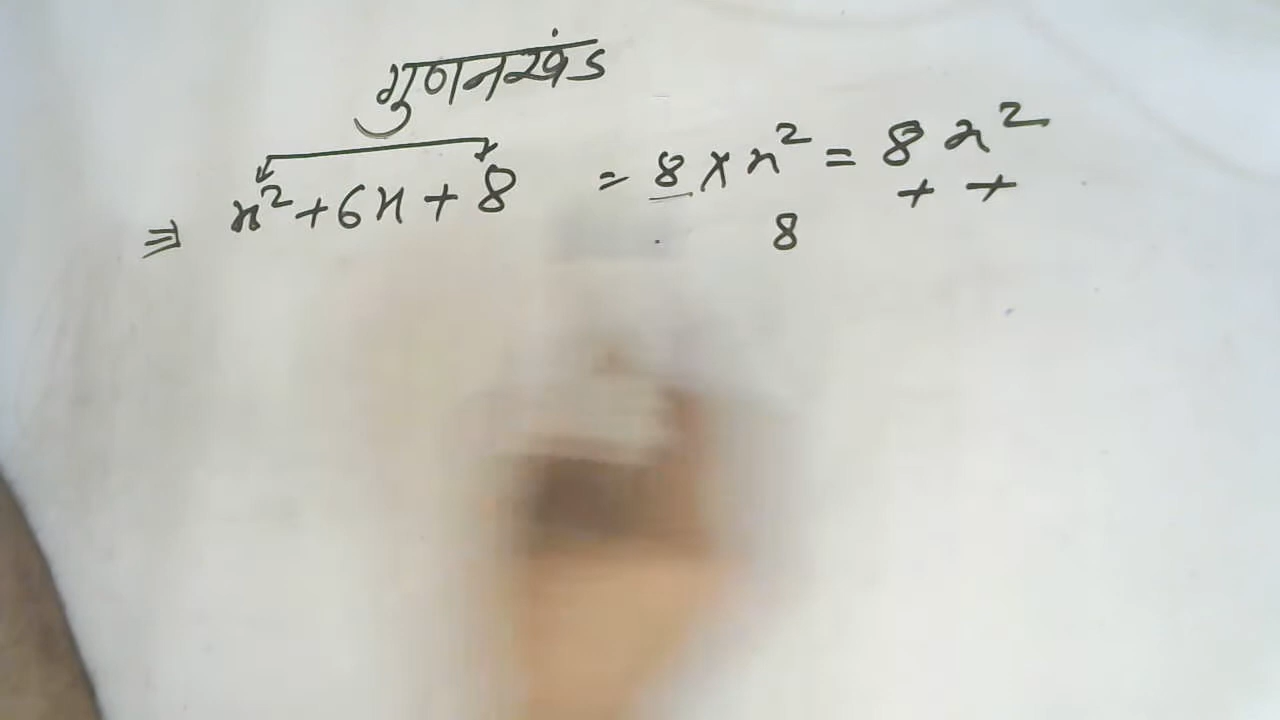 गुणनखंड
⇒ x²+6x+8 = 8×x² = 8x²
+ +
8